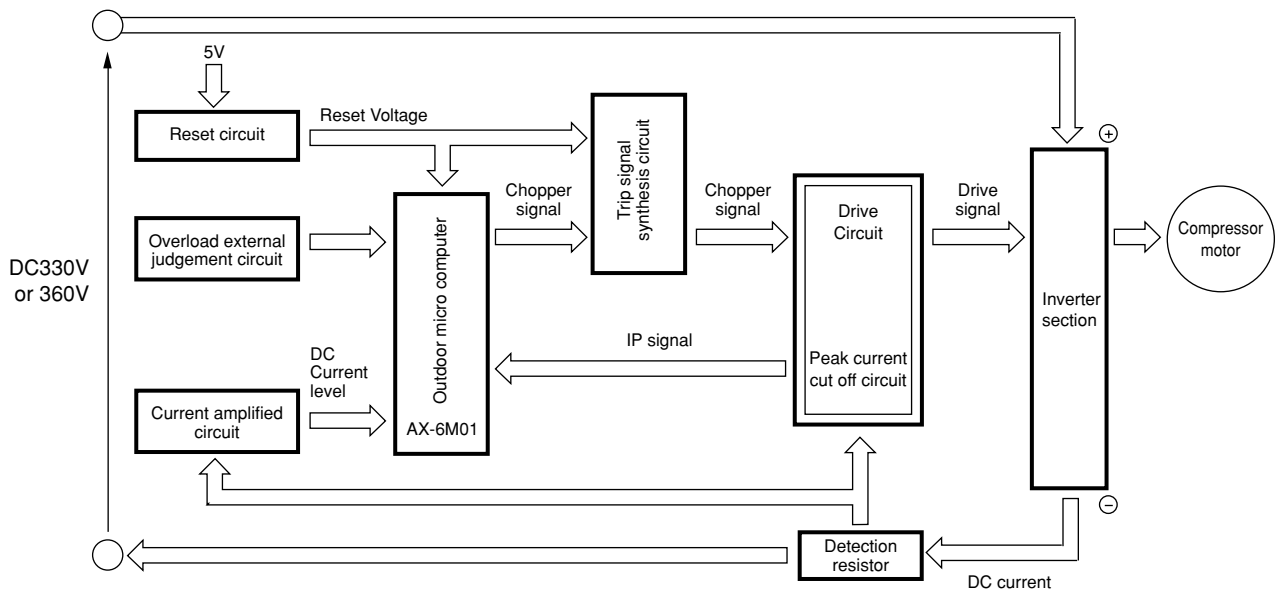 5V
Reset circuit
Reset Voltage
Trip signal
synthesis circuit
+
Chopper
signal
Chopper
signal
Drive
Circuit
Drive
signal
Compressor
motor
Overload external
judgement circuit
DC330V
or 360V
Outdoor micro computer
AX-6M01
Inverter
section
IP signal
Peak current
cut off circuit
DC
Current
level
Current amplified
circuit
−
Detection
resistor
DC current